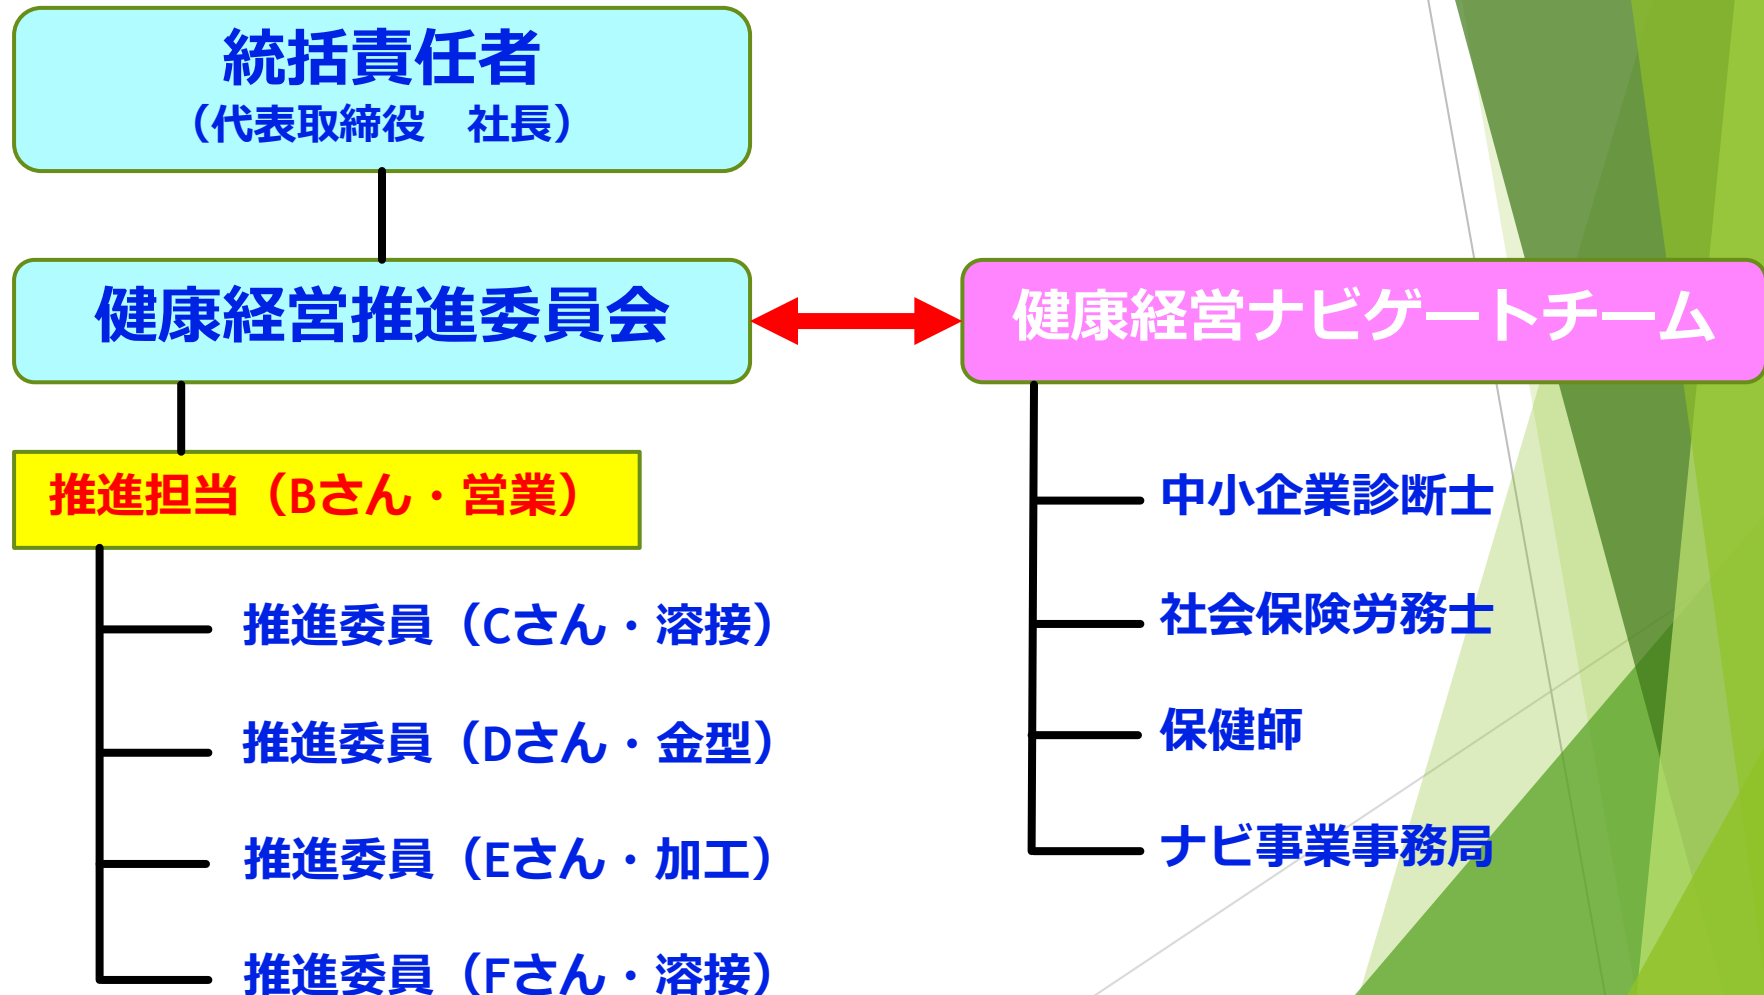 統括責任者
（代表取締役　社長）
健康経営推進委員会
健康経営ナビゲートチーム
推進担当（Bさん・営業）
推進委員（Cさん・溶接）
推進委員（Dさん・金型）
推進委員（Eさん・加工）
推進委員（Fさん・溶接）
中小企業診断士
社会保険労務士
保健師
ナビ事業事務局